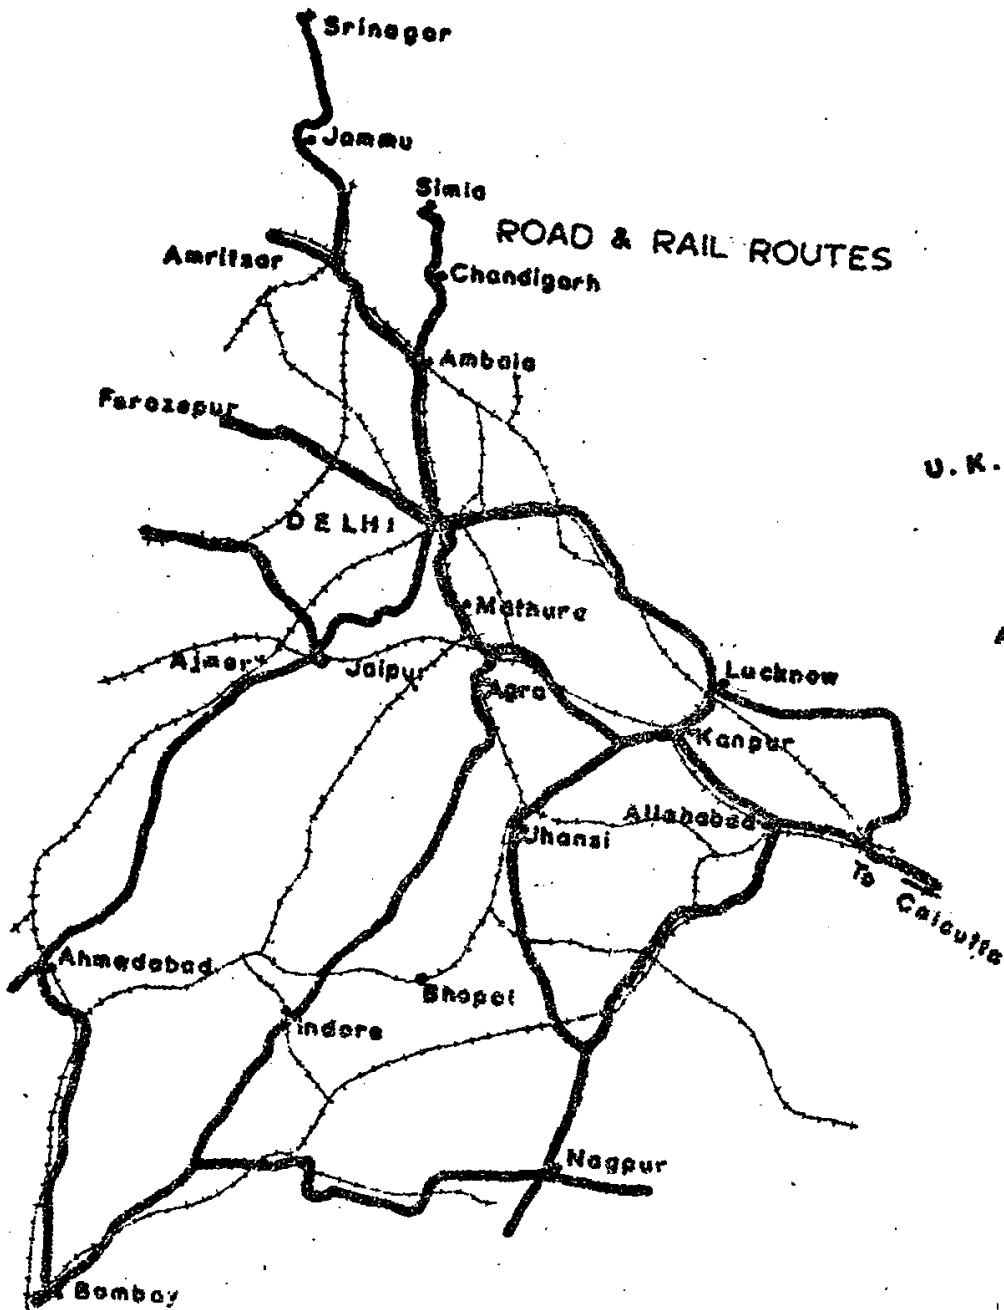 Srinagar
Jammu
Simla
ROAD & RAIL ROUTES
Amritsar
Chandigarh
Ambala
Ferozepur
U.K.
DELHI
Mathura
Ajmer
Jaipur
Lucknow
Agra
Kanpur
Allahabad
Jhansi
To Calcutta
Ahmedabad
Bhopal
Indore
Nagpur
Bombay